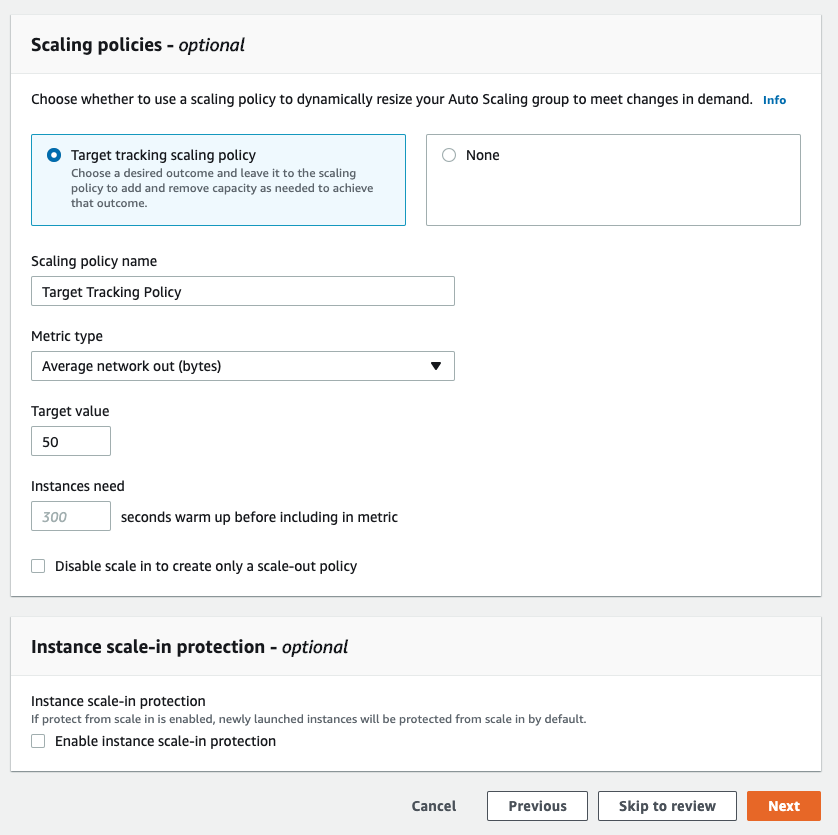 Scaling policies - optional
Choose whether to use a scaling policy to dynamically resize your Auto Scaling group to meet changes in demand. Info
Target tracking scaling policy
Choose a desired outcome and leave it to the scaling
policy to add and remove capacity as needed to achieve
that outcome.
None
Scaling policy name
Target Tracking Policy
Metric type
Average network out (bytes)
Target value
50
Instances need
300 seconds warm up before including in metric
Disable scale in to create only a scale-out policy
Instance scale-in protection - optional
Instance scale-in protection
If protect from scale in is enabled, newly launched instances will be protected from scale in by default.
Enable instance scale-in protection
Cancel Previous Skip to review Next